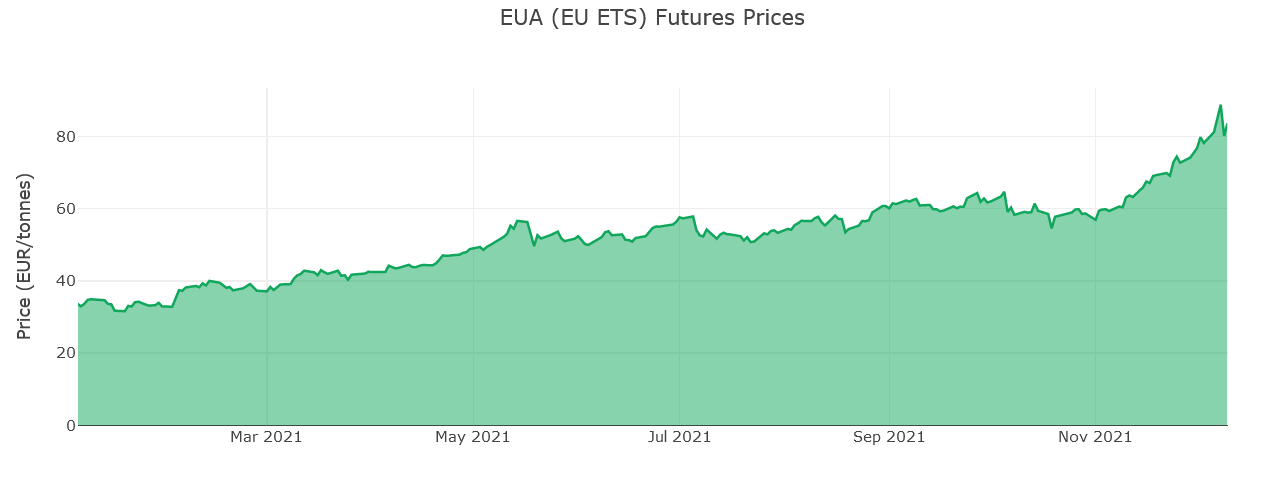 EUA (EU ETS) Futures Prices
Price (EUR/tonnes)
80
60
40
20
0
Mar 2021
May 2021
Jul 2021
Sep 2021
Nov 2021